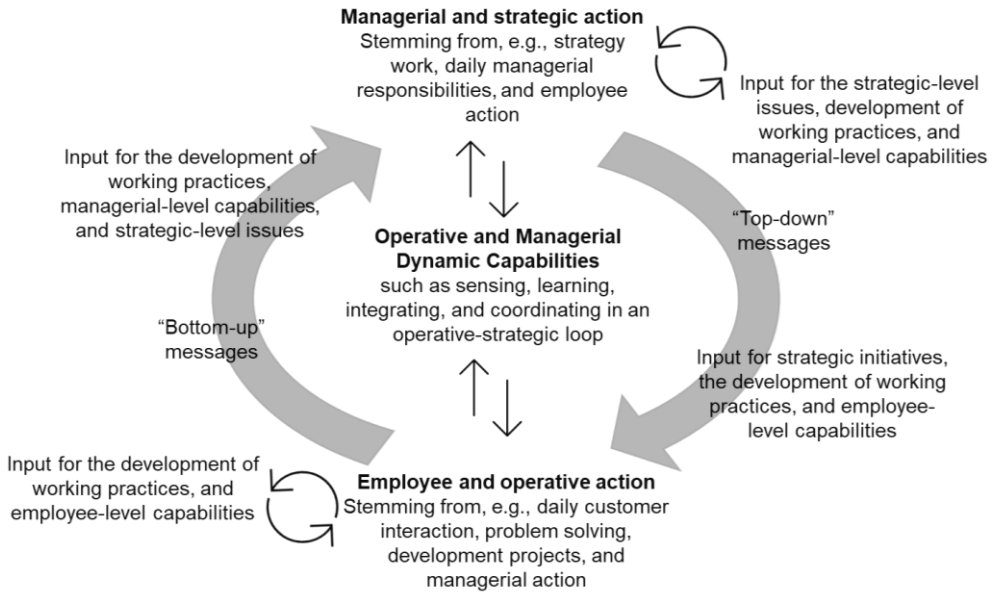 Managerial and strategic action
Stemming from, e.g., strategy
work, daily managerial
responsibilities, and employee
action
Input for the strategic-level
issues, development of
working practices, and
managerial-level capabilities
Input for the development of
working practices,
managerial-level capabilities,
and strategic-level issues
“Top-down”
messages
Operative and Managerial
Dynamic Capabilities
such as sensing, learning,
integrating, and coordinating in an
operative-strategic loop
“Bottom-up”
messages
Input for strategic initiatives,
the development of working
practices, and employee-
level capabilities
Input for the development of
working practices, and
employee-level capabilities
Employee and operative action
Stemming from, e.g., daily customer
interaction, problem solving,
development projects, and
managerial action